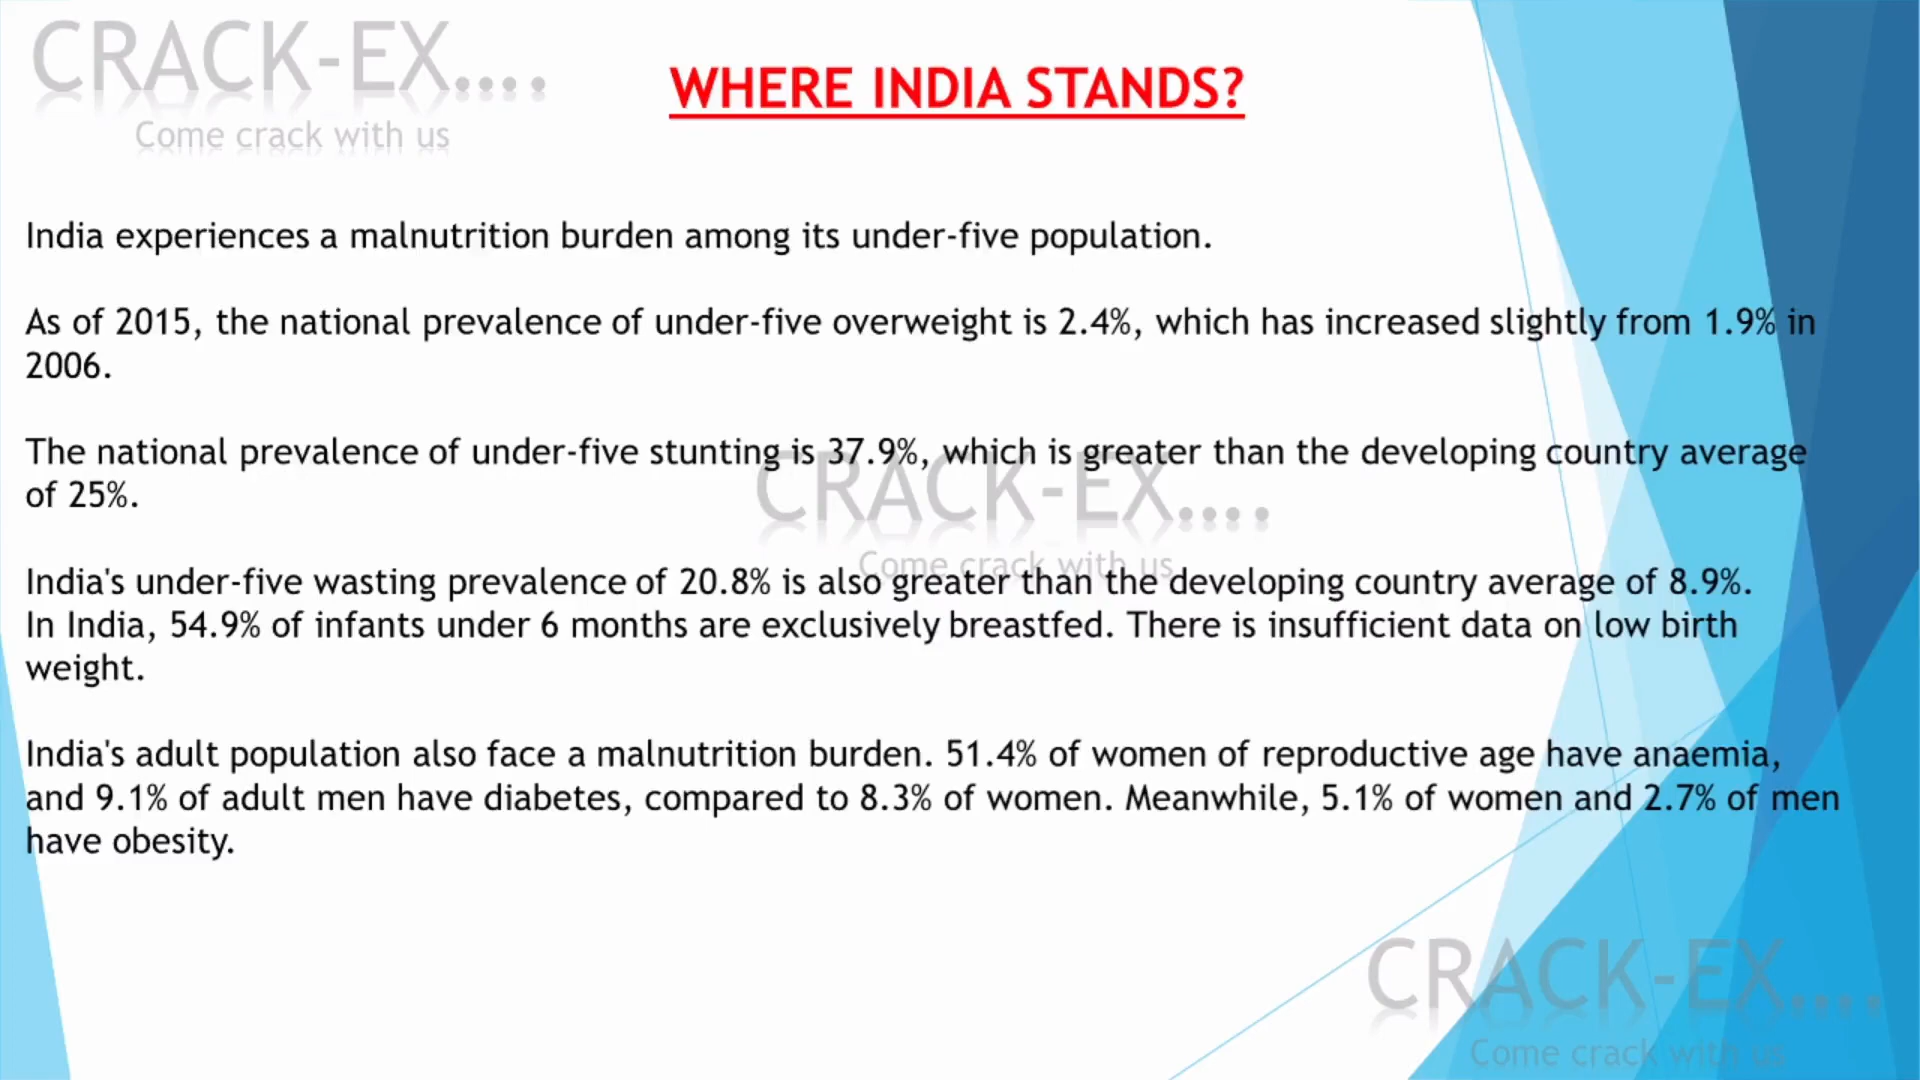 CRACK-EX....
Come crack with us
WHERE INDIA STANDS?
India experiences a malnutrition burden among its under-five population.
As of 2015, the national prevalence of under-five overweight is 2.4%, which has increased slightly from 1.9% in
2006.
The national prevalence of under-five stunting is 37.9%, which is greater than the developing country average
of 25%.
CRACK-EX....
Come crack with us
India's under-five wasting prevalence of 20.8% is also greater than the developing country average of 8.9%.
In India, 54.9% of infants under 6 months are exclusively breastfed. There is insufficient data on low birth
weight.
India's adult population also face a malnutrition burden. 51.4% of women of reproductive age have anaemia,
and 9.1% of adult men have diabetes, compared to 8.3% of women. Meanwhile, 5.1% of women and 2.7% of men
have obesity.
CRACK-EX....
Come crack with us